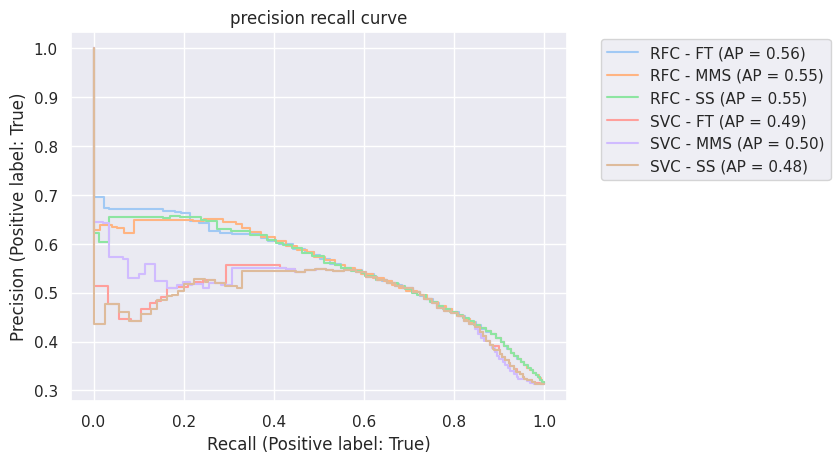 precision recall curve
RFC - FT (AP = 0.56)
RFC - MMS (AP = 0.55)
RFC - SS (AP = 0.55)
SVC - FT (AP = 0.49)
SVC - MMS (AP = 0.50)
SVC - SS (AP = 0.48)
Precision (Positive label: True)
1.0
0.9
0.8
0.7
0.6
0.5
0.4
0.3
0.0 0.2 0.4 0.6 0.8 1.0
Recall (Positive label: True)